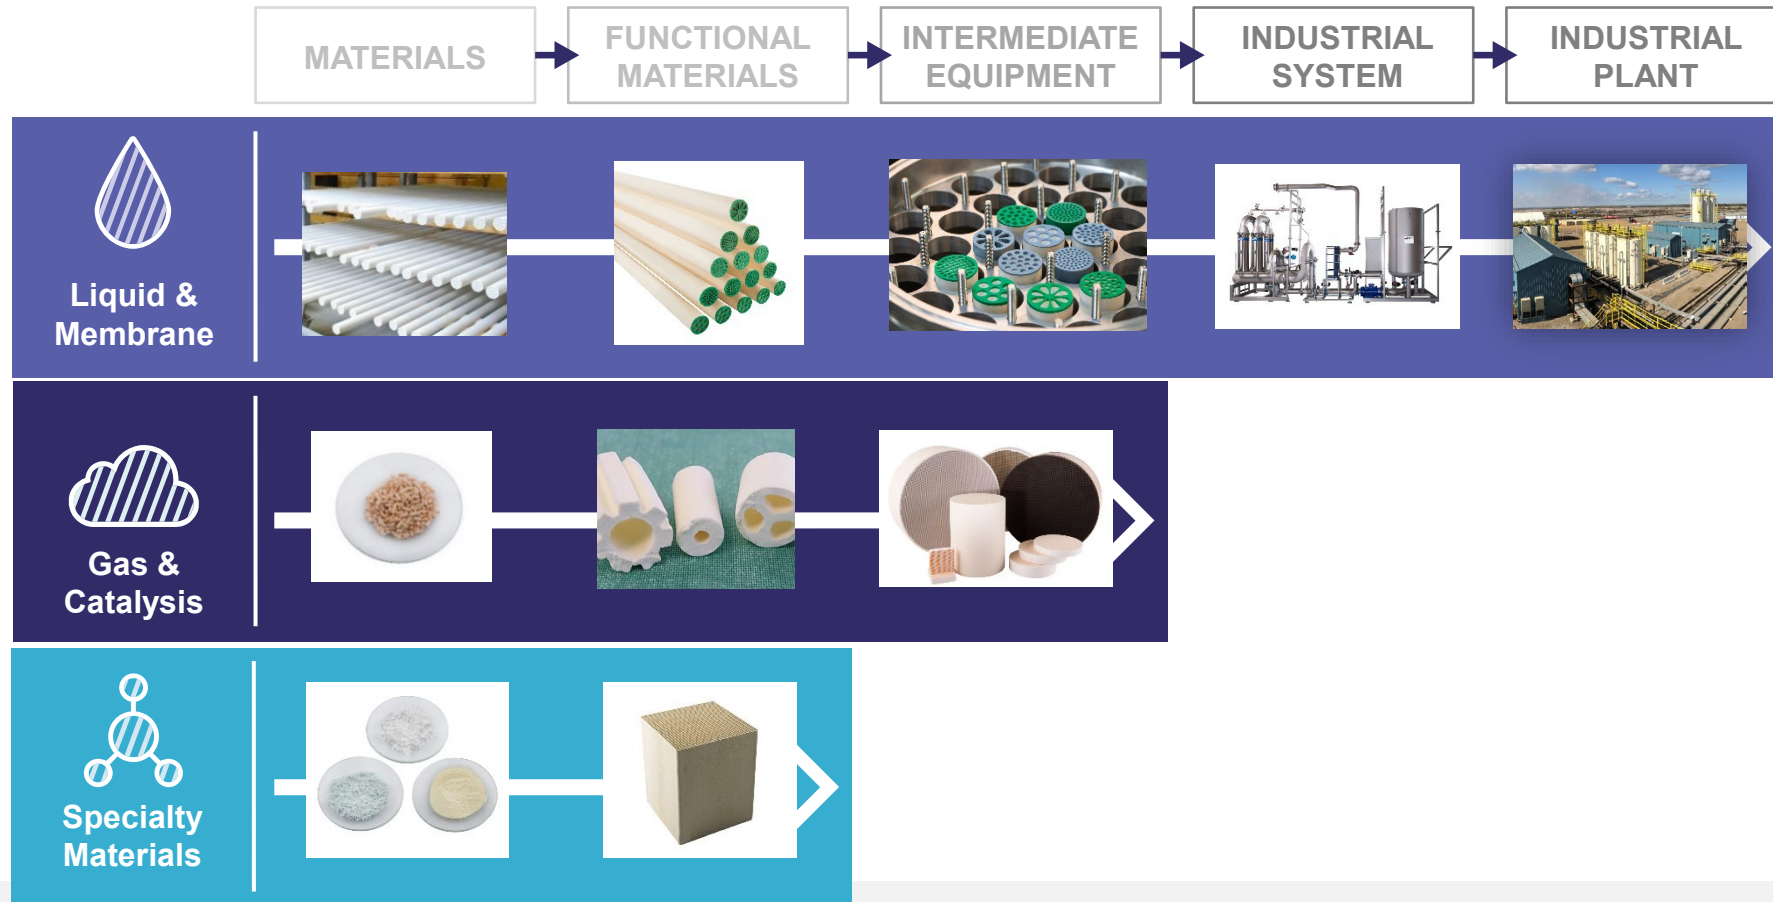 MATERIALS
FUNCTIONAL
MATERIALS
INTERMEDIATE
EQUIPMENT
INDUSTRIAL
SYSTEM
INDUSTRIAL
PLANT
Liquid &
Membrane
Gas &
Catalysis
Specialty
Materials